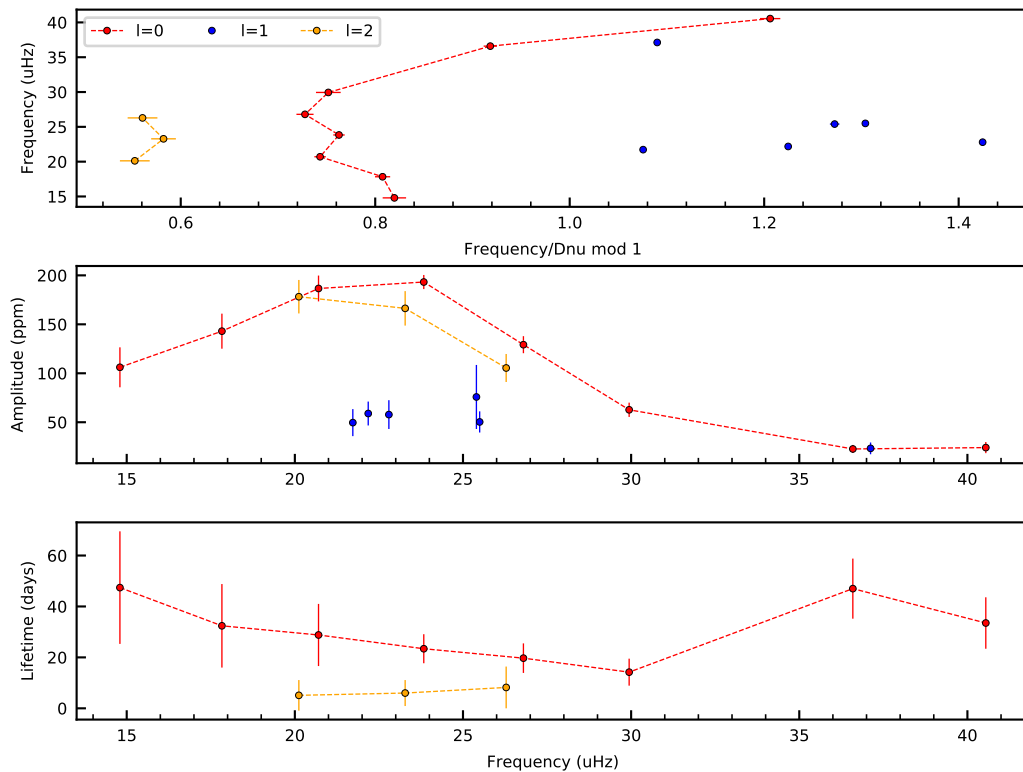 40
35
30
25
20
15
Frequency (uHz)
l=0 l=1 l=2
0.6 0.8 1.0 1.2 1.4
Frequency/Dnu mod 1
200
150
100
50
Amplitude (ppm)
15 20 25 30 35 40
60
40
20
0
Lifetime (days)
15 20 25 30 35 40
Frequency (uHz)